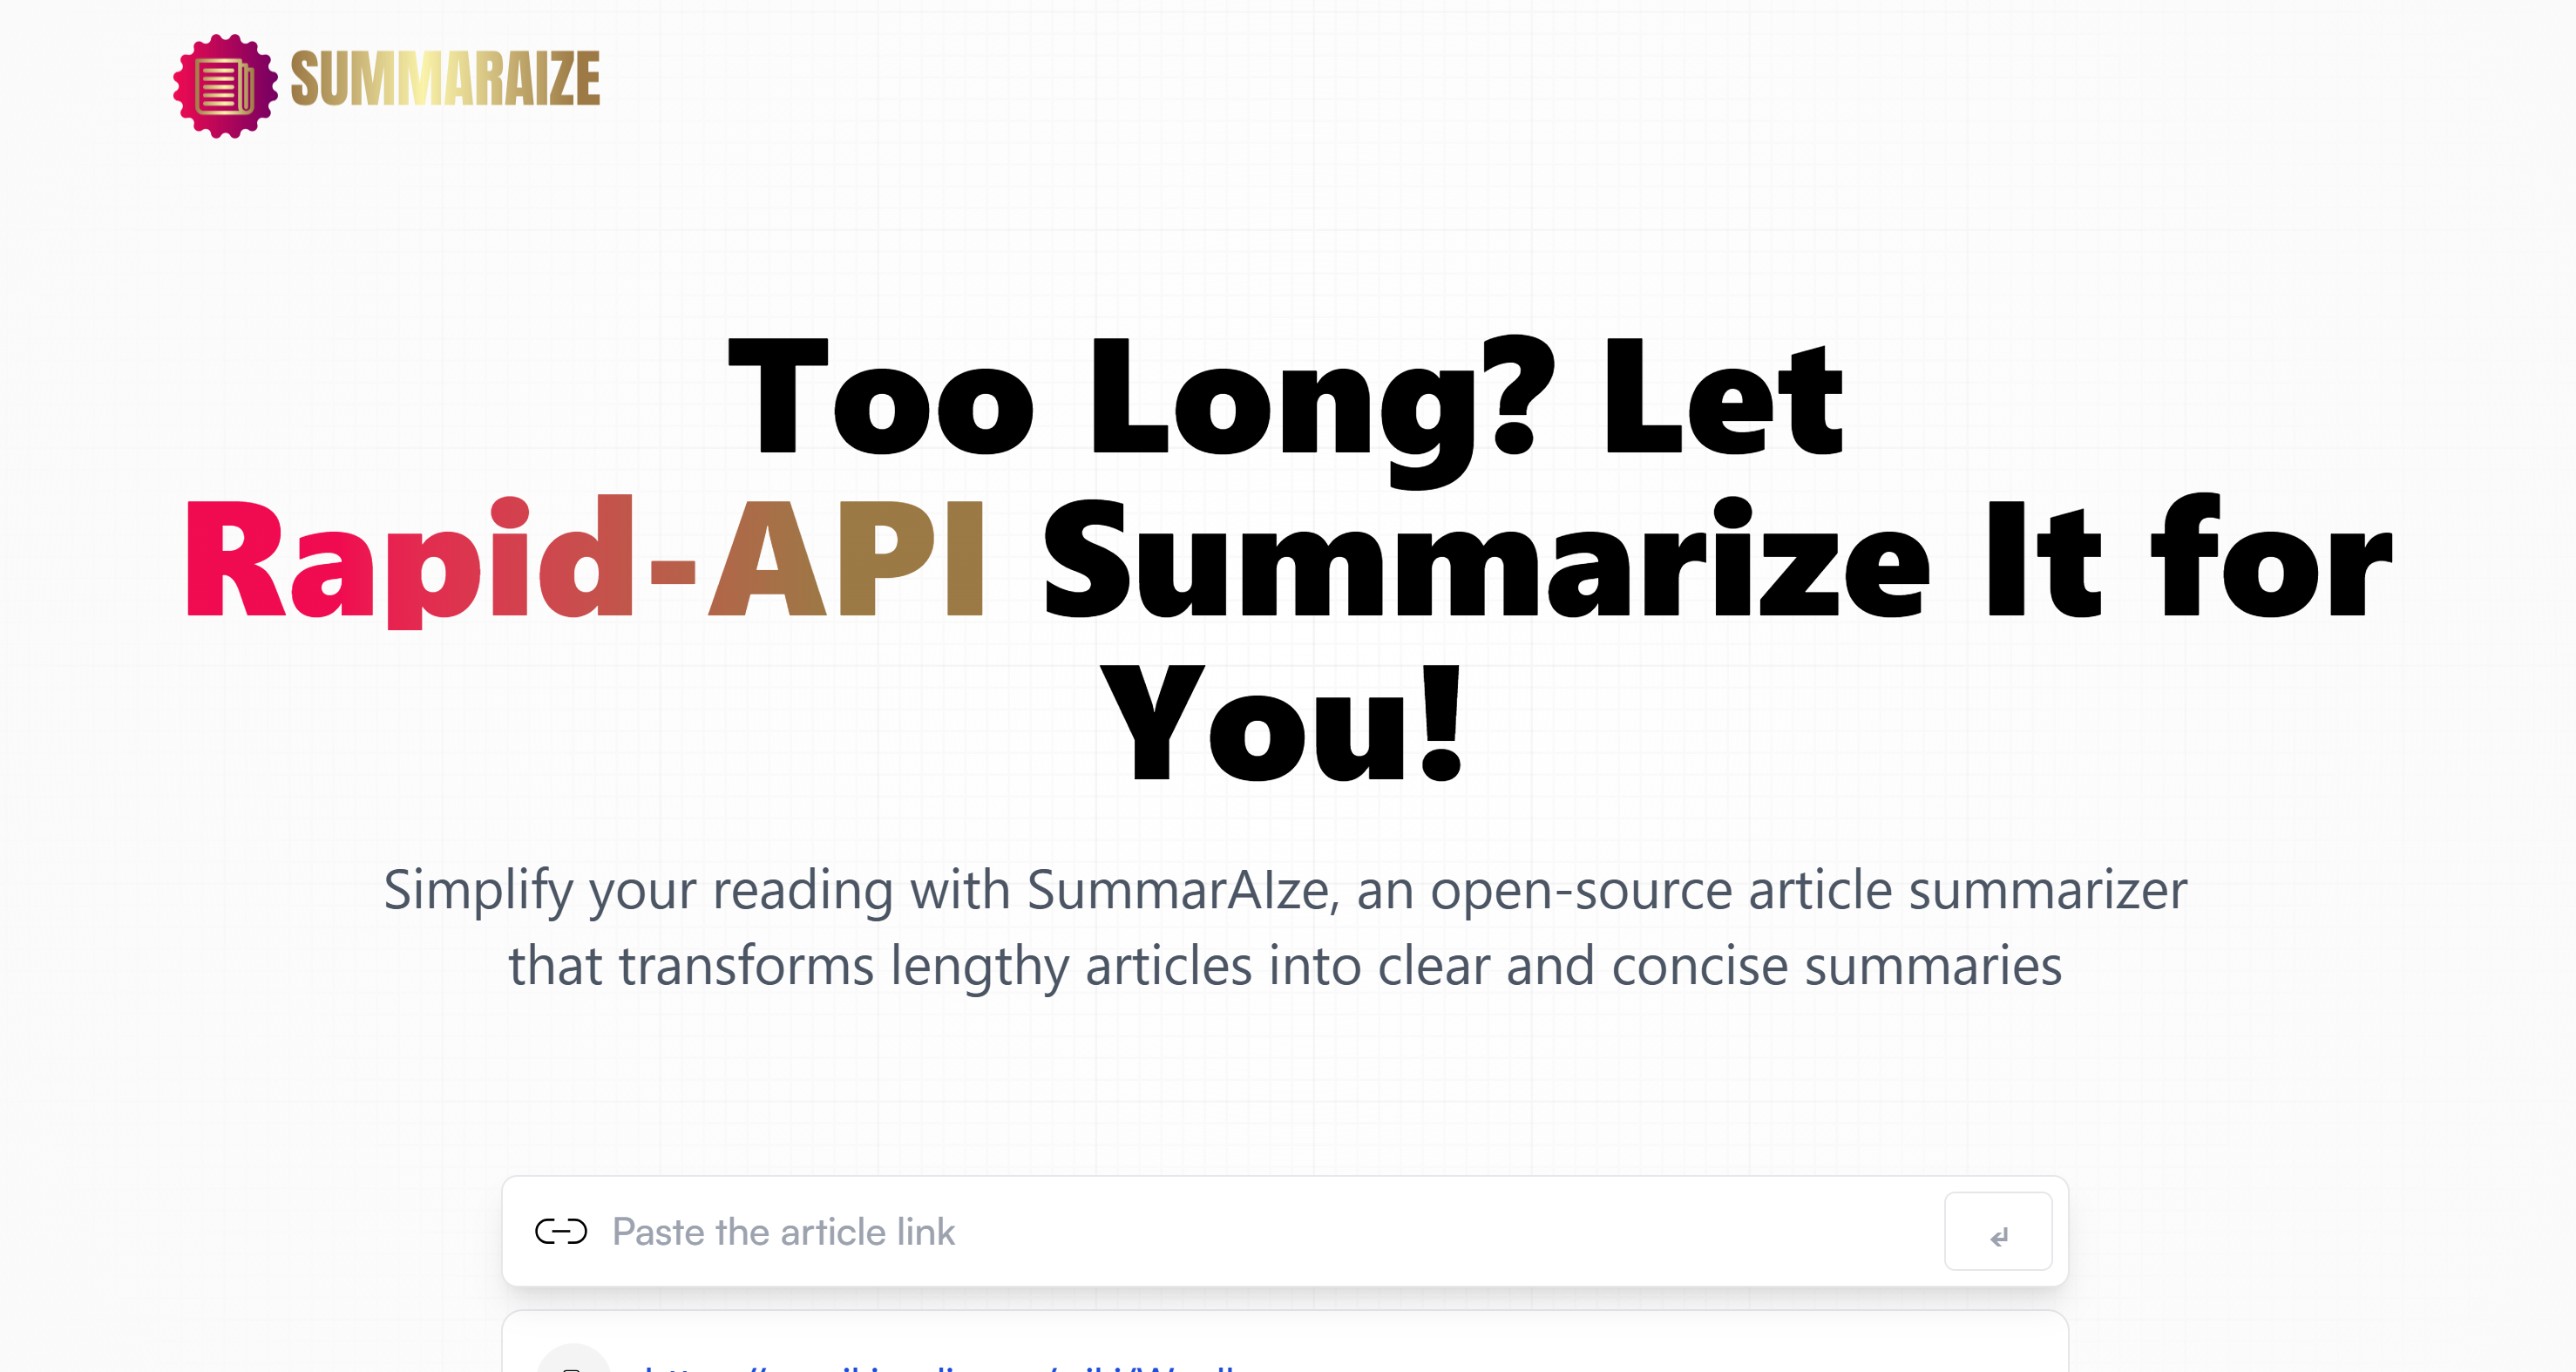 SUMMARAIZE
Too Long? Let
Rapid-API Summarize It for
You!
Simplify your reading with SummarAIze, an open-source article summarizer
that transforms lengthy articles into clear and concise summaries
Paste the article link